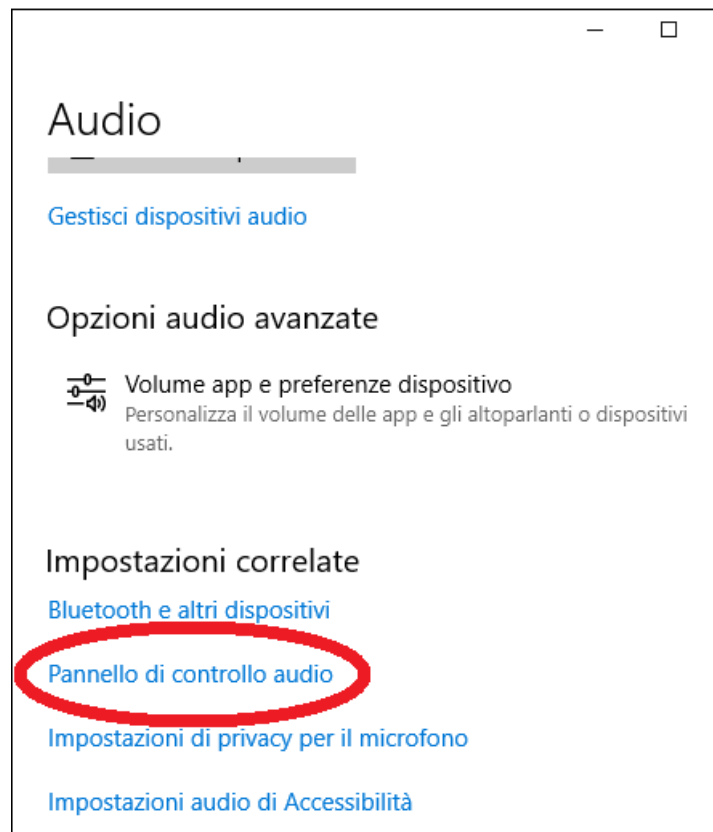 Audio
Gestisci dispositivi audio
Opzioni audio avanzate
Volume app e preferenze dispositivo
Personalizza il volume delle app e gli altoparlanti o dispositivi
usati.
Impostazioni correlate
Bluetooth e altri dispositivi
Pannello di controllo audio
Impostazioni di privacy per il microfono
Impostazioni audio di Accessibilità